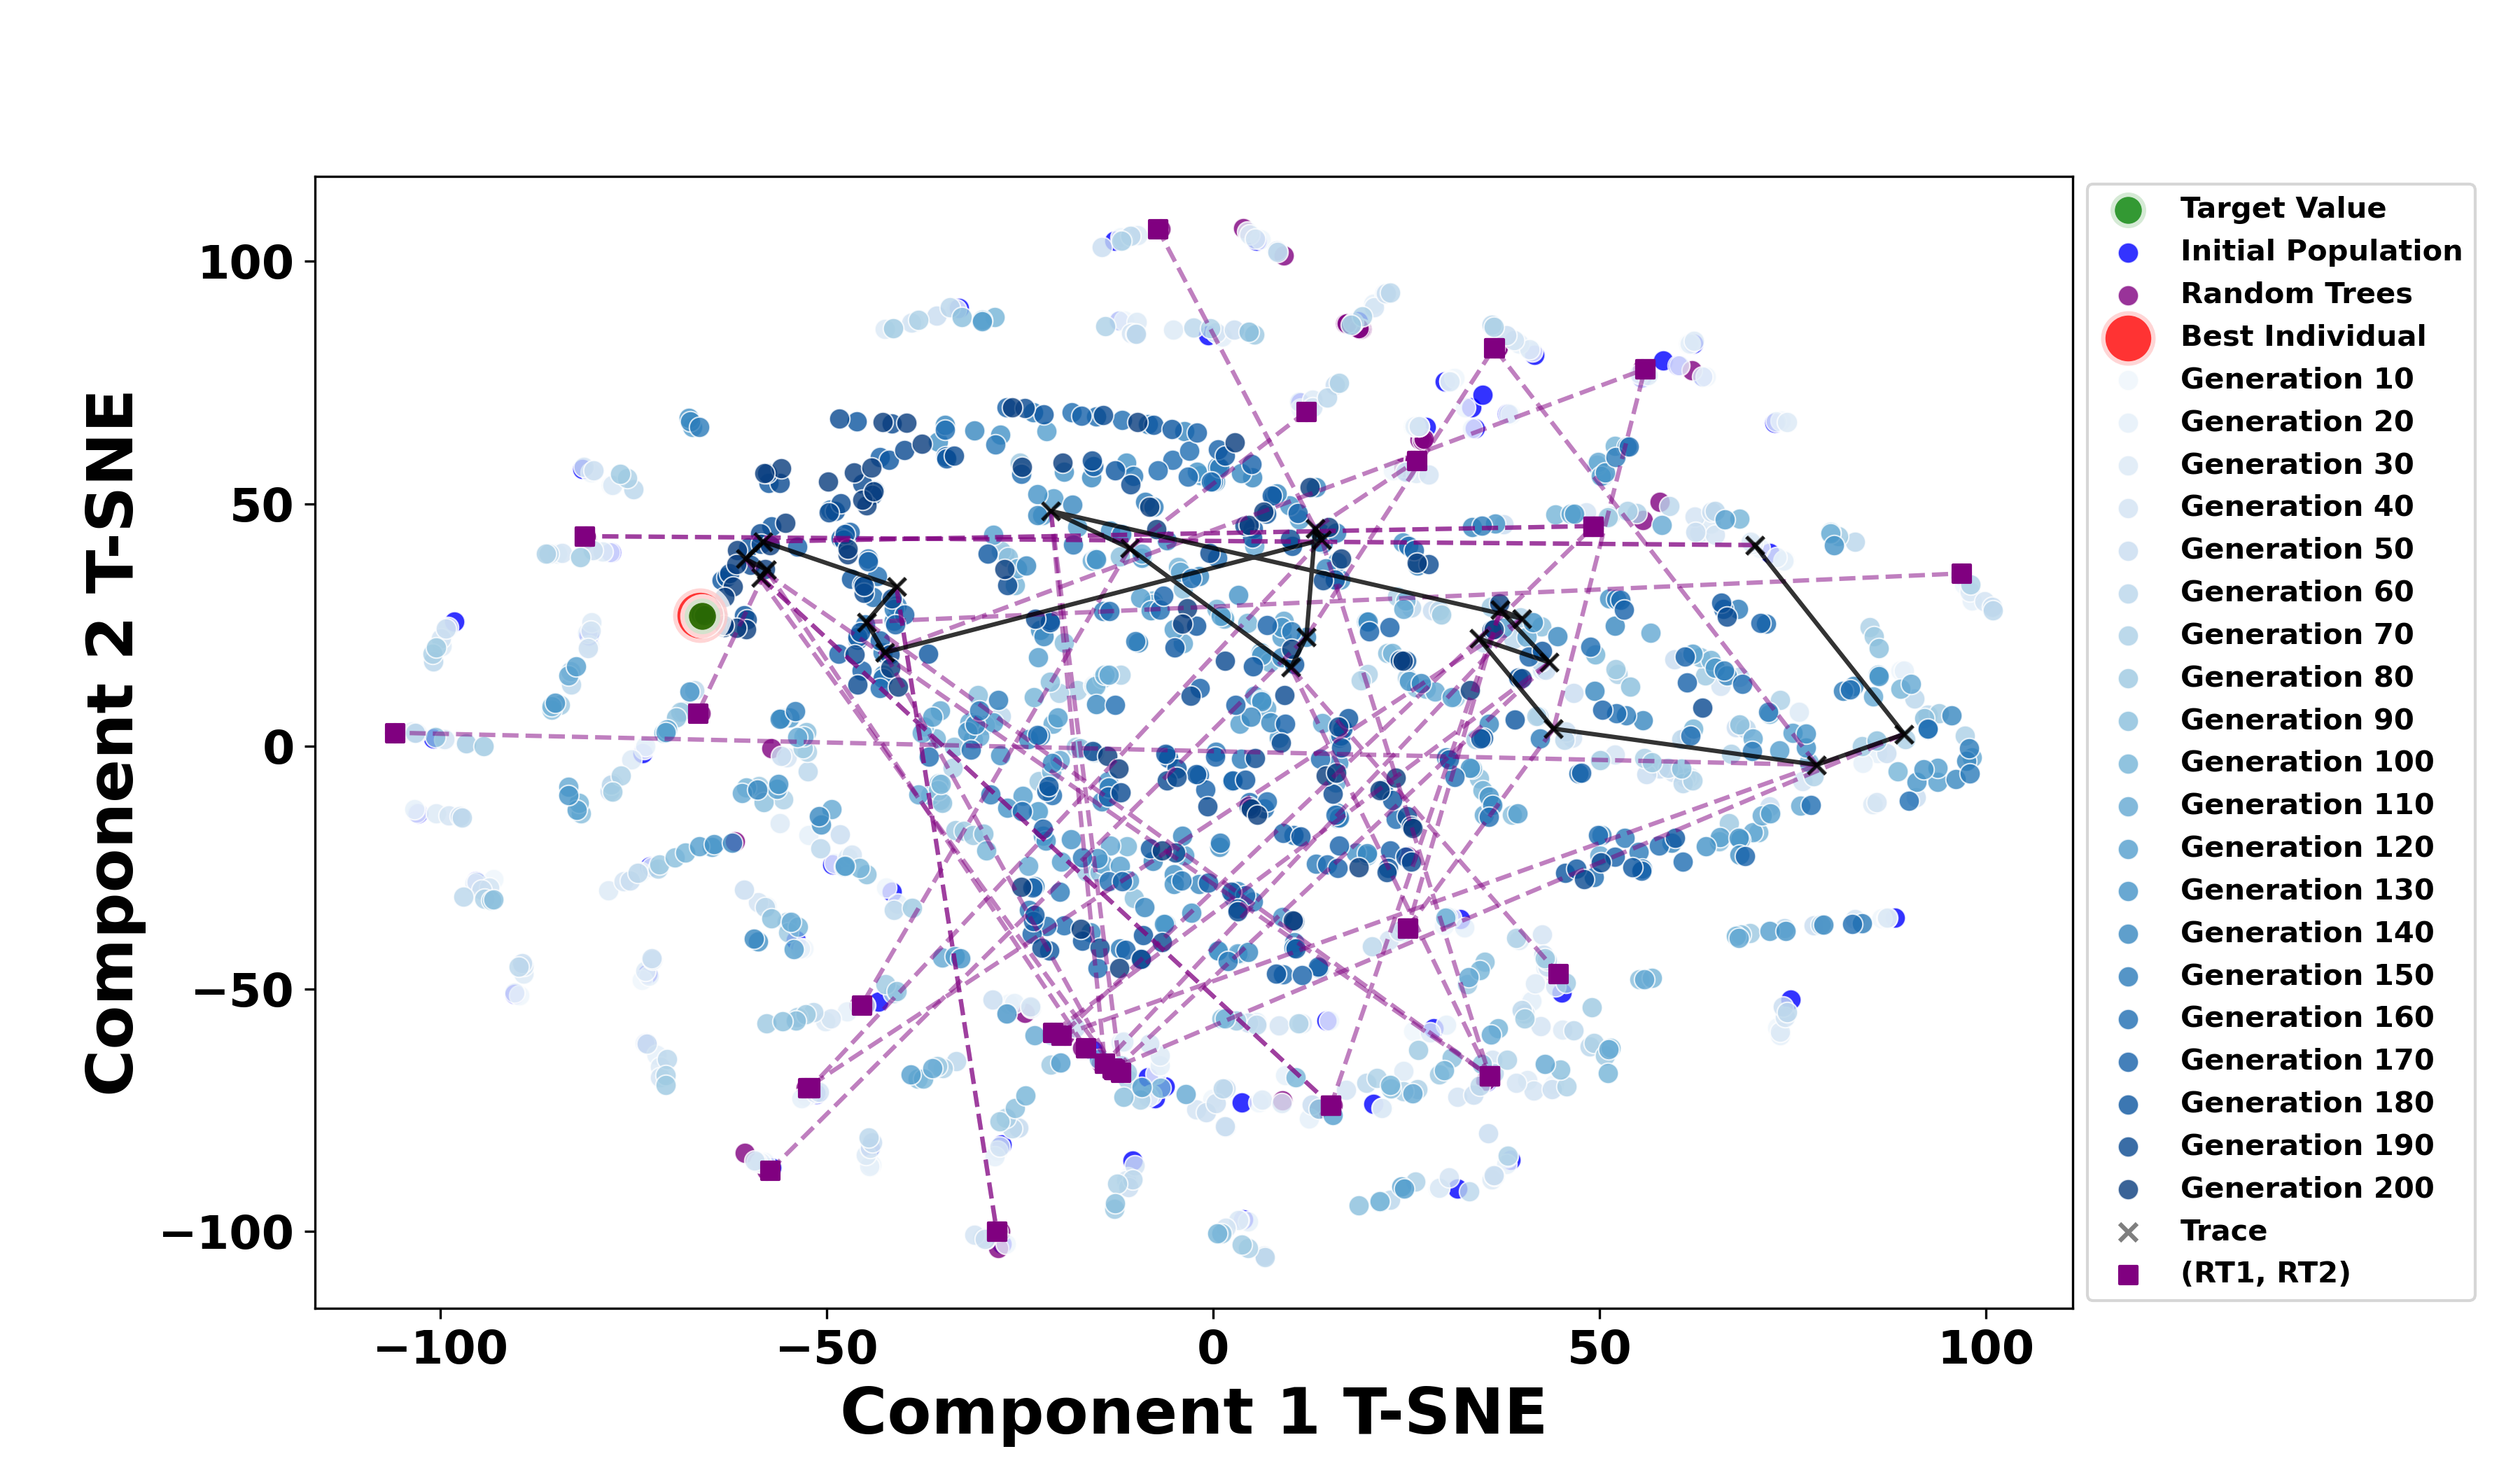 Component 2 T-SNE
100
50
0
−50
−100
−100
−50
0
50
100
Component 1 T-SNE
Target Value
Initial Population
Random Trees
Best Individual
Generation 10
Generation 20
Generation 30
Generation 40
Generation 50
Generation 60
Generation 70
Generation 80
Generation 90
Generation 100
Generation 110
Generation 120
Generation 130
Generation 140
Generation 150
Generation 160
Generation 170
Generation 180
Generation 190
Generation 200
Trace
(RT1, RT2)